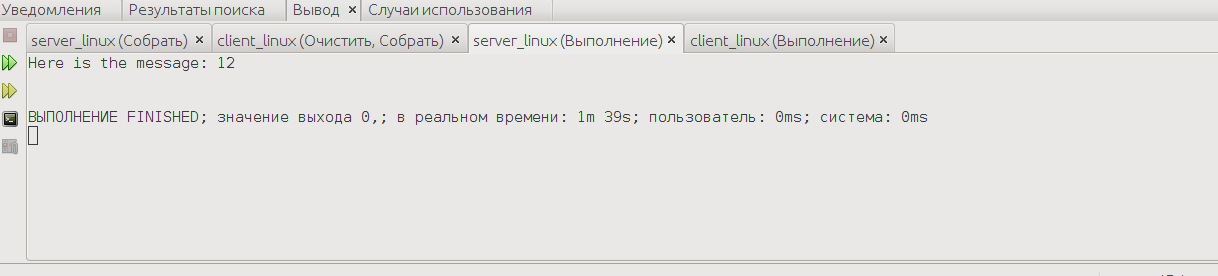 Уведомления Результаты поиска Вывод × Случаи использования
server_linux (Собрать) × client_linux (Очистить, Собрать) × server_linux (Выполнение) × client_linux (Выполнение) ×
Here is the message: 12
ВЫПОЛНЕНИЕ FINISHED; значение выхода 0,; в реальном времени: 1m 39s; пользователь: 0ms; система: 0ms